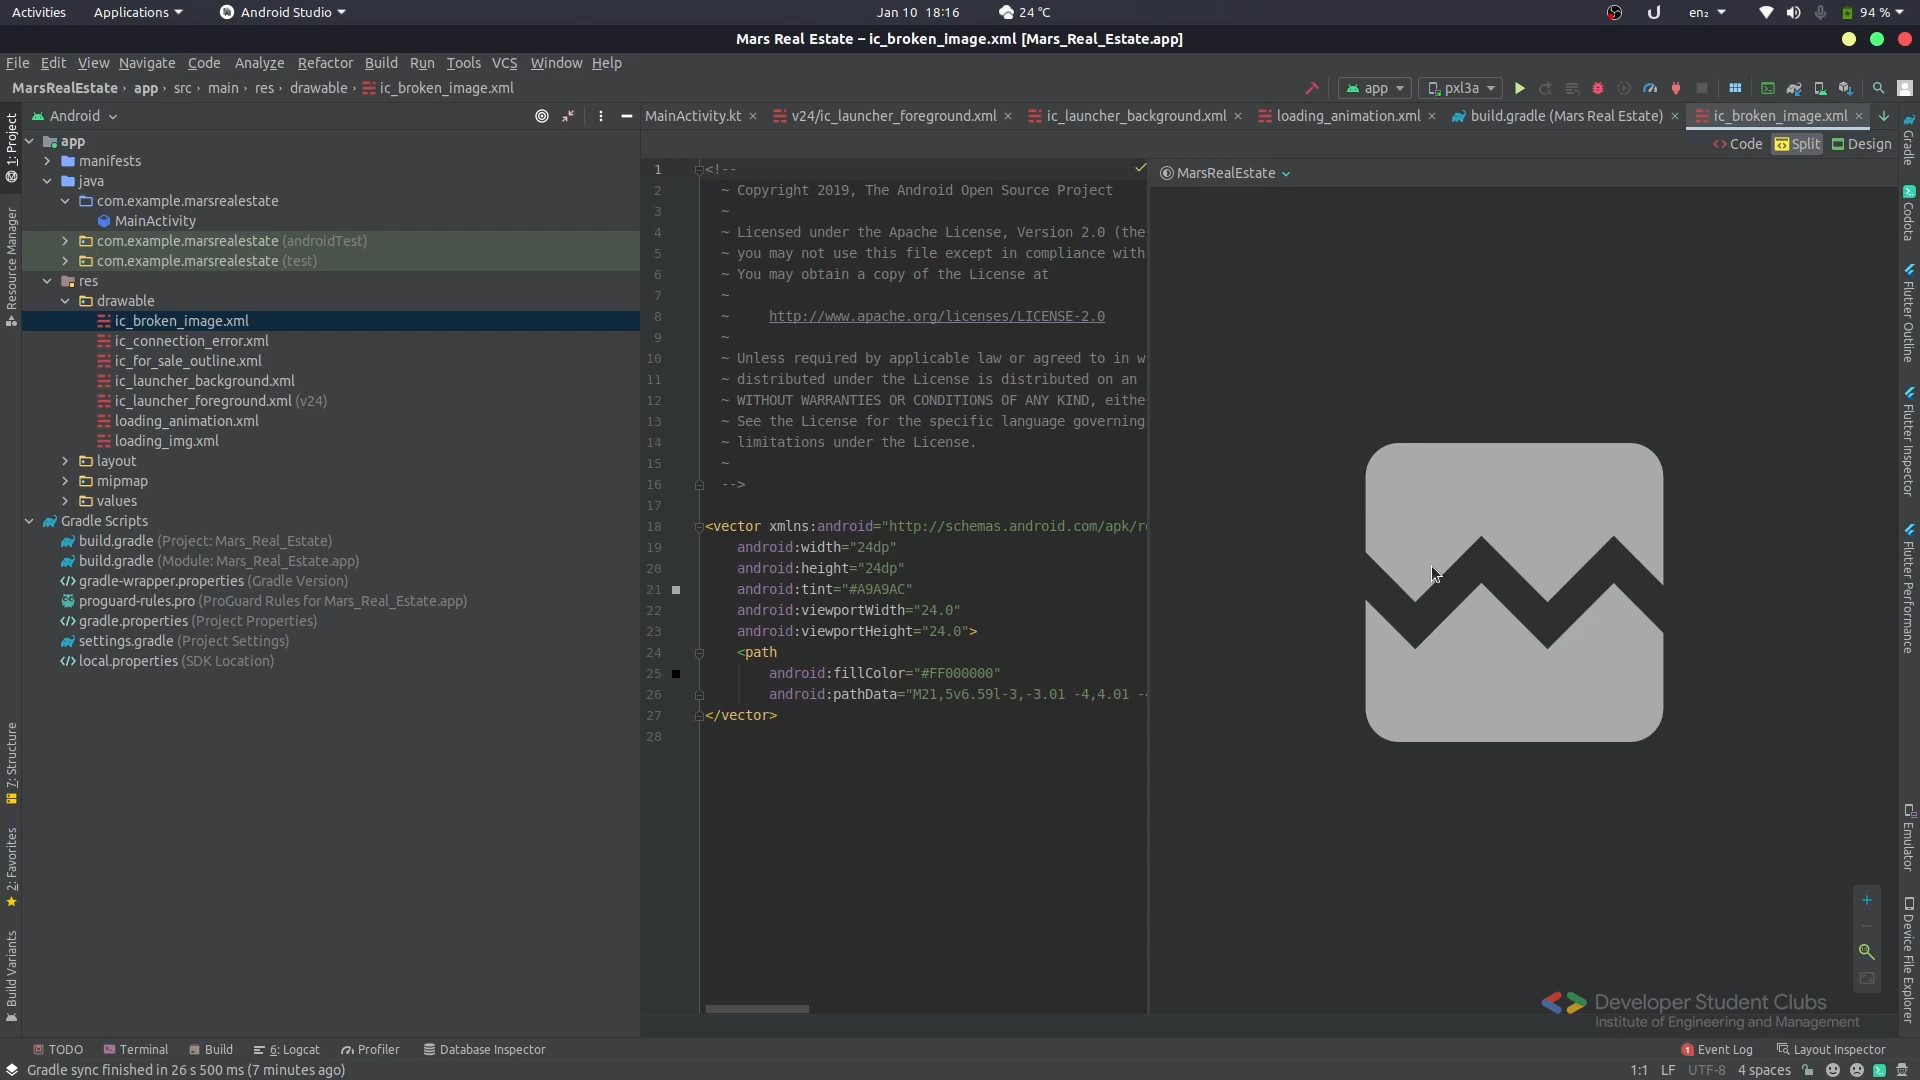 Activities Applications Android Studio Jan 10 18:16 24 °C en₂ 94 %
Mars Real Estate – ic_broken_image.xml [Mars_Real_Estate.app]
File Edit View Navigate Code Analyze Refactor Build Run Tools VCS Window Help
MarsRealEstate app src main res drawable ic_broken_image.xml app pxl3a
Android
MainActivity.kt v24/ic_launcher_foreground.xml ic_launcher_background.xml loading_animation.xml build.gradle (Mars Real Estate) ic_broken_image.xml
Code Split Design
MarsRealEstate
1: Project
Resource Manager
7: Structure
2: Favorites
Build Variants
app
manifests
java
com.example.marsrealestate
MainActivity
com.example.marsrealestate (androidTest)
com.example.marsrealestate (test)
res
drawable
ic_broken_image.xml
ic_connection_error.xml
ic_for_sale_outline.xml
ic_launcher_background.xml
ic_launcher_foreground.xml (v24)
loading_animation.xml
loading_img.xml
layout
mipmap
values
Gradle Scripts
build.gradle (Project: Mars_Real_Estate)
build.gradle (Module: Mars_Real_Estate.app)
gradle-wrapper.properties (Gradle Version)
proguard-rules.pro (ProGuard Rules for Mars_Real_Estate.app)
gradle.properties (Project Properties)
settings.gradle (Project Settings)
local.properties (SDK Location)
1 <!--
2 ~ Copyright 2019, The Android Open Source Project
3 ~
4 ~ Licensed under the Apache License, Version 2.0 (the
5 ~ you may not use this file except in compliance with
6 ~ You may obtain a copy of the License at
7 ~
8 ~ http://www.apache.org/licenses/LICENSE-2.0
9 ~
10 ~ Unless required by applicable law or agreed to in w
11 ~ distributed under the License is distributed on an
12 ~ WITHOUT WARRANTIES OR CONDITIONS OF ANY KIND, eithe
13 ~ See the License for the specific language governing
14 ~ limitations under the License.
15 ~
16 -->
17
18 <vector xmlns:android="http://schemas.android.com/apk/r
19 android:width="24dp"
20 android:height="24dp"
21 android:tint="#A9A9AC"
22 android:viewportWidth="24.0"
23 android:viewportHeight="24.0">
24 <path
25 android:fillColor="#FF000000"
26 android:pathData="M21,5v6.59l-3,-3.01 -4,4.01 -
27 </vector>
28
Gradle
Codota
Flutter Outline
Flutter Inspector
Flutter Performance
Emulator
Device File Explorer
Developer Student Clubs
Institute of Engineering and Management
TODO Terminal Build 6: Logcat Profiler Database Inspector 1 Event Log Layout Inspector
Gradle sync finished in 26 s 500 ms (7 minutes ago) 1:1 LF UTF-8 4 spaces